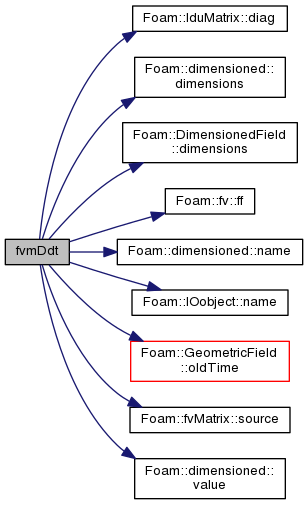 Foam::lduMatrix::diag
Foam::dimensioned::
dimensions
Foam::DimensionedField
::dimensions
Foam::fv::ff
fvmDdt
Foam::dimensioned::name
Foam::IOobject::name
Foam::GeometricField
::oldTime
Foam::fvMatrix::source
Foam::dimensioned::
value